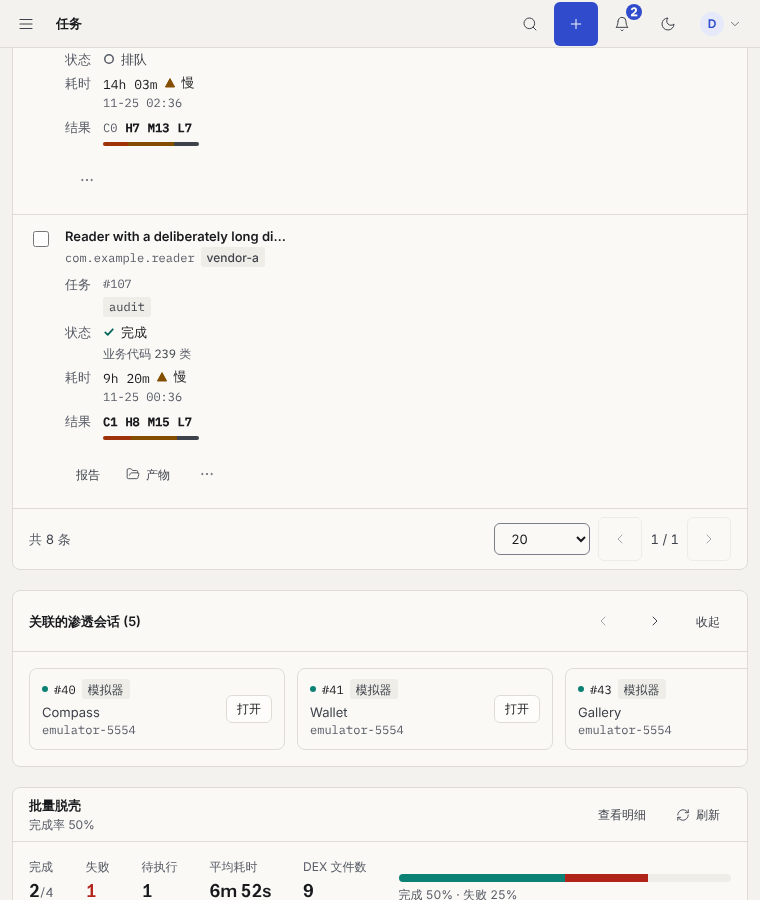 任务
2
D
状态 排队
耗时 14h 03m 慢
11-25 02:36
结果 C0 H7 M13 L7
...
Reader with a deliberately long di...
com.example.reader vendor-a
任务 #107
audit
状态 完成
业务代码 239 类
耗时 9h 20m 慢
11-25 00:36
结果 C1 H8 M15 L7
报告 产物 ...
共 8 条
20
1 / 1
关联的渗透会话 (5)
收起
#40 模拟器
Compass
emulator-5554
打开
#41 模拟器
Wallet
emulator-5554
打开
#43 模拟器
Gallery
emulator-5554
批量脱壳
完成率 50%
查看明细 刷新
完成 失败 待执行 平均耗时 DEX 文件数
2/4 1 1 6m 52s 9
完成 50% · 失败 25%